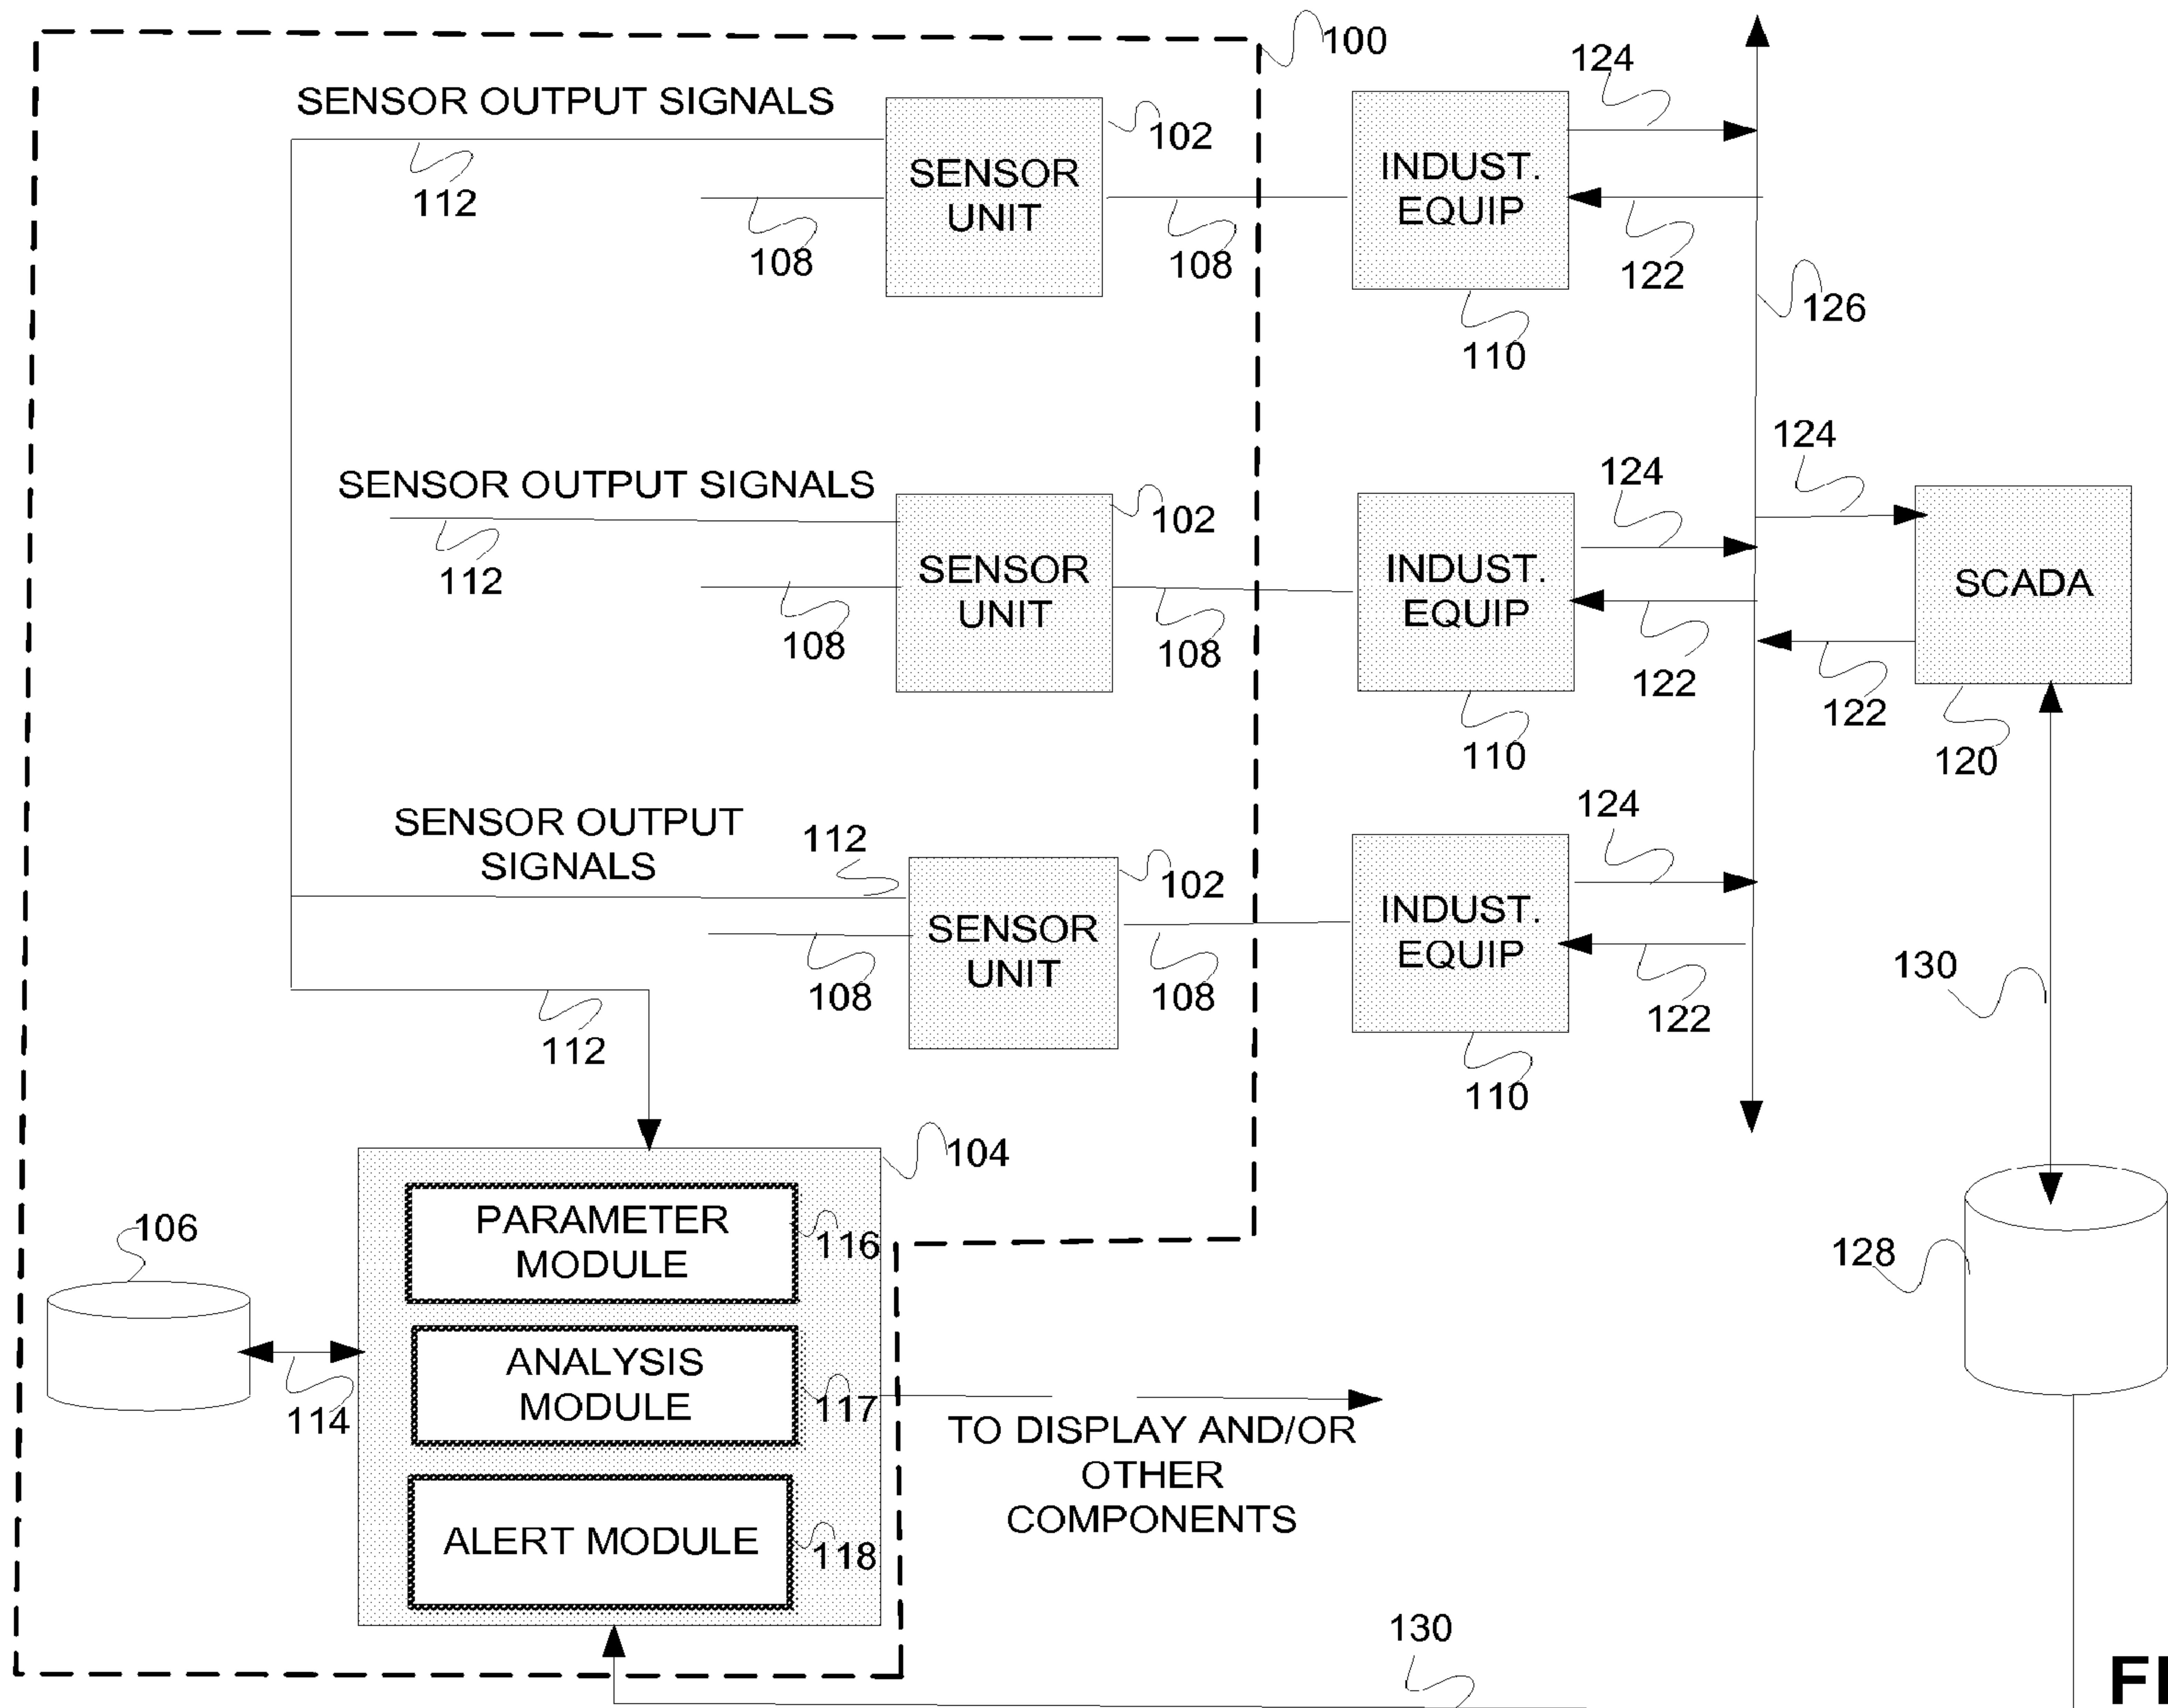 100
124
SENSOR OUTPUT SIGNALS
102
SENSOR
UNIT
INDUST.
EQUIP
112
108
108
122
126
110
124
124
SENSOR OUTPUT SIGNALS
102
SENSOR
UNIT
INDUST.
EQUIP
SCADA
112
108
108
122
122
110
120
124
SENSOR OUTPUT
SIGNALS
112
102
SENSOR
UNIT
INDUST.
EQUIP
108
108
122
130
112
110
104
106
PARAMETER
MODULE
116
128
ANALYSIS
MODULE
117
114
TO DISPLAY AND/OR
OTHER
COMPONENTS
ALERT MODULE
118
130